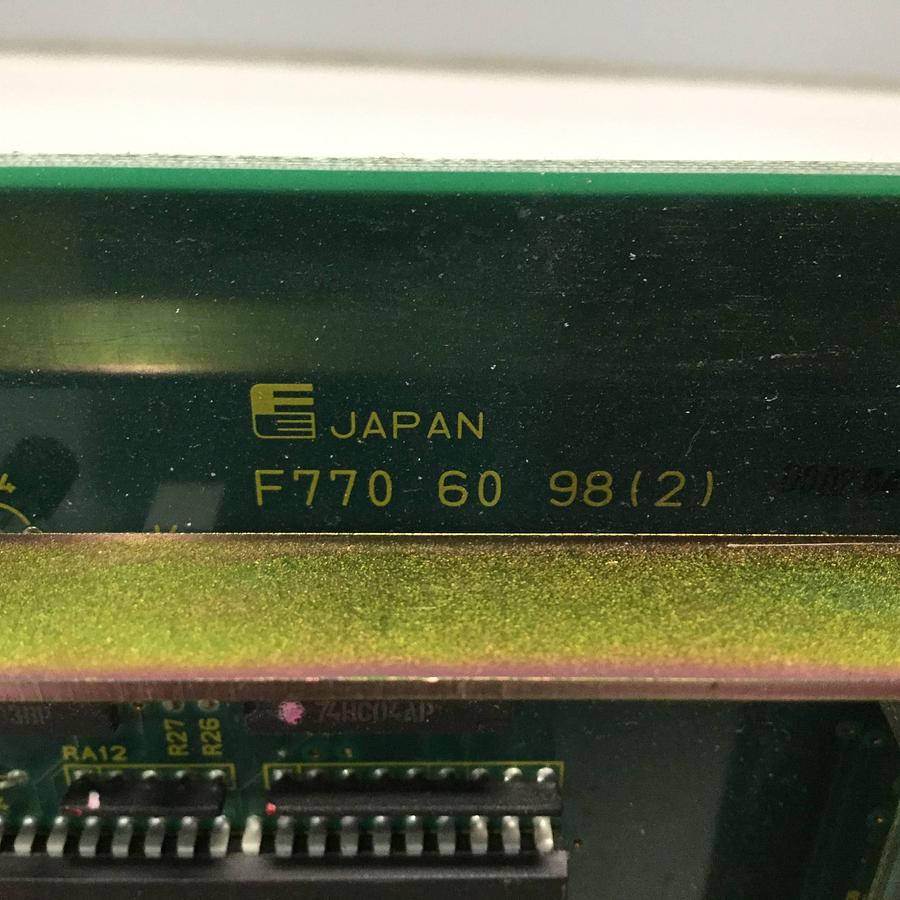 JAPAN
F770 60 98(2)
R27
R26
74HC04AP
RA12